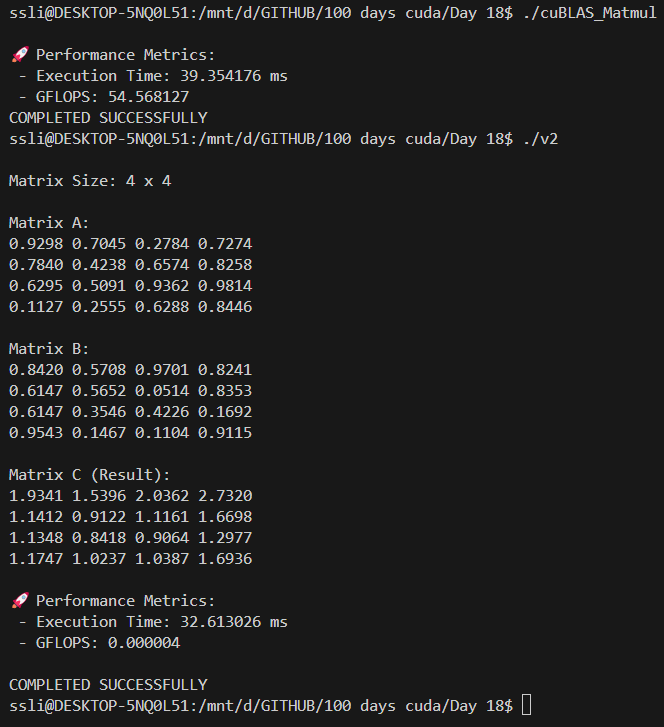 ssli@DESKTOP-5NQ0L51:/mnt/d/GITHUB/100 days cuda/Day 18$ ./cuBLAS_Matmul
🚀 Performance Metrics:
- Execution Time: 39.354176 ms
- GFLOPS: 54.568127
COMPLETED SUCCESSFULLY
ssli@DESKTOP-5NQ0L51:/mnt/d/GITHUB/100 days cuda/Day 18$ ./v2
Matrix Size: 4 x 4
Matrix A:
0.9298 0.7045 0.2784 0.7274
0.7840 0.4238 0.6574 0.8258
0.6295 0.5091 0.9362 0.9814
0.1127 0.2555 0.6288 0.8446
Matrix B:
0.8420 0.5708 0.9701 0.8241
0.6147 0.5652 0.0514 0.8353
0.6147 0.3546 0.4226 0.1692
0.9543 0.1467 0.1104 0.9115
Matrix C (Result):
1.9341 1.5396 2.0362 2.7320
1.1412 0.9122 1.1161 1.6698
1.1348 0.8418 0.9064 1.2977
1.1747 1.0237 1.0387 1.6936
🚀 Performance Metrics:
- Execution Time: 32.613026 ms
- GFLOPS: 0.000004
COMPLETED SUCCESSFULLY
ssli@DESKTOP-5NQ0L51:/mnt/d/GITHUB/100 days cuda/Day 18$